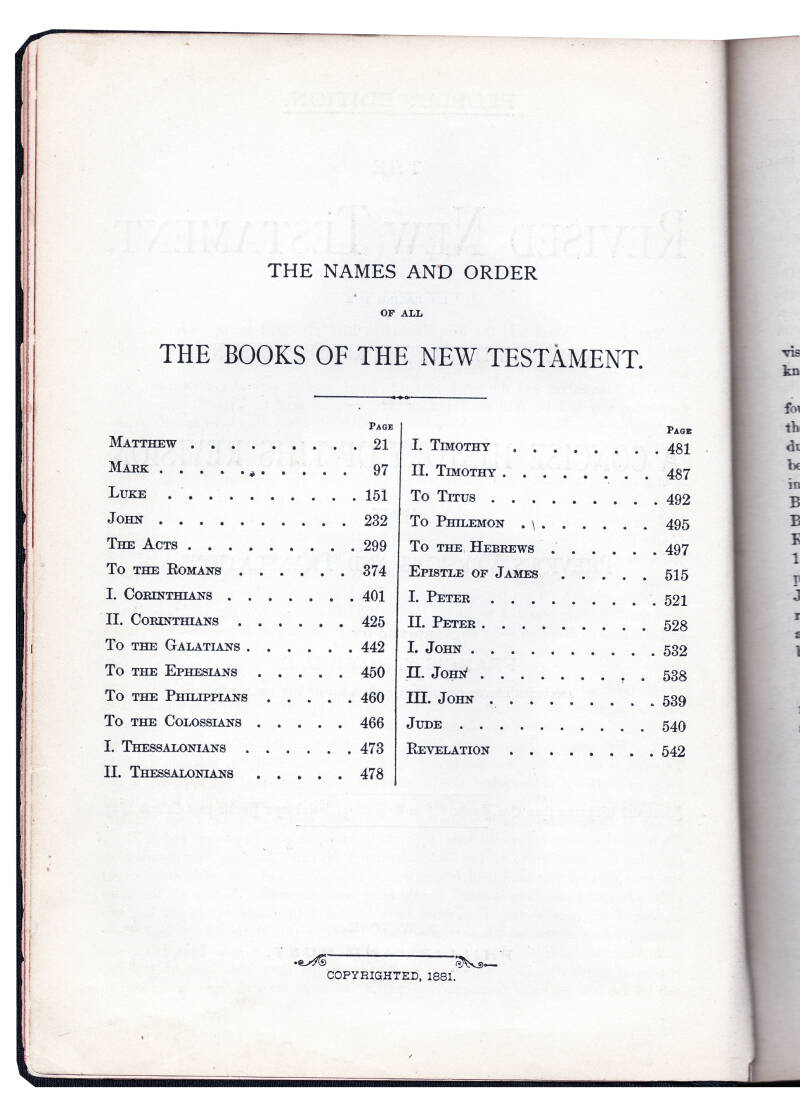 THE NAMES AND ORDER
OF ALL
THE BOOKS OF THE NEW TESTAMENT.
PAGE
MATTHEW . . . . . . . 21
MARK . . . . . . . . 97
LUKE . . . . . . . . . . 151
JOHN . . . . . . . . . . 232
THE ACTS . . . . . . . . . 299
TO THE ROMANS . . . . . . 374
I. CORINTHIANS . . . . . . . 401
II. CORINTHIANS . . . . . . 425
TO THE GALATIANS . . . . . . 442
TO THE EPHESIANS . . . . . 450
TO THE PHILIPPIANS . . . . . 460
TO THE COLOSSIANS . . . . . 466
I. THESSALONIANS . . . . . . 473
II. THESSALONIANS . . . . . 478
PAGE
I. TIMOTHY . . . . . . . . 481
II. TIMOTHY . . . . . . . . 487
TO TITUS . . . . . . . . . 492
TO PHILEMON . . . . . . . 495
TO THE HEBREWS . . . . . . 497
EPISTLE OF JAMES . . . . . 515
I. PETER . . . . . . . . . 521
II. PETER . . . . . . . . . 528
I. JOHN . . . . . . . . . . 532
II. JOHN . . . . . . . . . 538
III. JOHN . . . . . . . . . 539
JUDE . . . . . . . . . . 540
REVELATION . . . . . . . . 542
COPYRIGHTED, 1881.